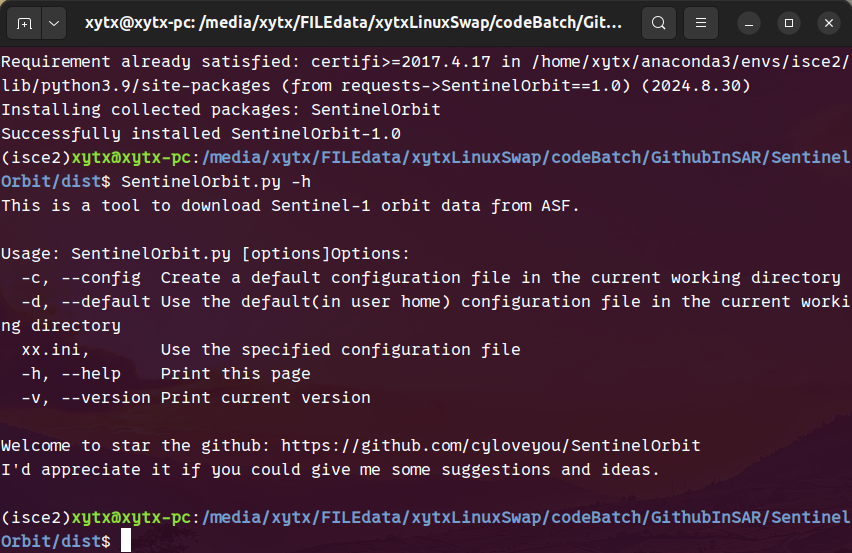 xytx@xytx-pc: /media/xytx/FILEdata/xytxLinuxSwap/codeBatch/Git...
Requirement already satisfied: certifi>=2017.4.17 in /home/xytx/anaconda3/envs/isce2/
lib/python3.9/site-packages (from requests->SentinelOrbit==1.0) (2024.8.30)
Installing collected packages: SentinelOrbit
Successfully installed SentinelOrbit-1.0
(isce2)xytx@xytx-pc:/media/xytx/FILEdata/xytxLinuxSwap/codeBatch/GithubInSAR/Sentinel
Orbit/dist$ SentinelOrbit.py -h
This is a tool to download Sentinel-1 orbit data from ASF.
Usage: SentinelOrbit.py [options]Options:
  -c, --config  Create a default configuration file in the current working directory
  -d, --default Use the default(in user home) configuration file in the current worki
ng directory
  xx.ini,       Use the specified configuration file
  -h, --help    Print this page
  -v, --version Print current version
Welcome to star the github: https://github.com/cyloveyou/SentinelOrbit
I'd appreciate it if you could give me some suggestions and ideas.
(isce2)xytx@xytx-pc:/media/xytx/FILEdata/xytxLinuxSwap/codeBatch/GithubInSAR/Sentinel
Orbit/dist$